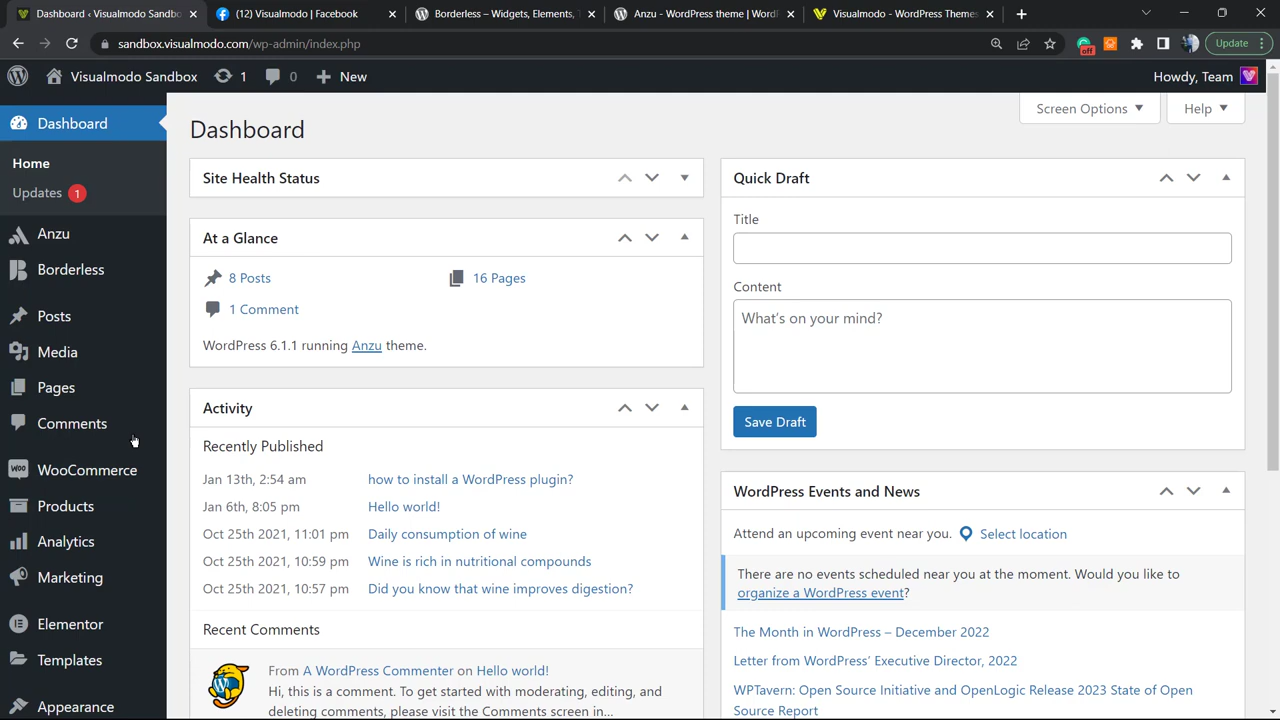 Dashboard ‹ Visualmodo Sandbo
(12) Visualmodo | Facebook
Borderless – Widgets, Elements, T
Anzu - WordPress theme | WordP
Visualmodo - WordPress Themes
sandbox.visualmodo.com/wp-admin/index.php
off
Update
Visualmodo Sandbox
1
0
New
Howdy, Team
Dashboard
Home
Updates 1
Anzu
Borderless
Posts
Media
Pages
Comments
WooCommerce
Products
Analytics
Marketing
Elementor
Templates
Appearance
Screen Options
Help
Dashboard
Site Health Status
At a Glance
8 Posts
16 Pages
1 Comment
WordPress 6.1.1 running Anzu theme.
Activity
Recently Published
Jan 13th, 2:54 am how to install a WordPress plugin?
Jan 6th, 8:05 pm Hello world!
Oct 25th 2021, 11:01 pm Daily consumption of wine
Oct 25th 2021, 10:59 pm Wine is rich in nutritional compounds
Oct 25th 2021, 10:57 pm Did you know that wine improves digestion?
Recent Comments
From A WordPress Commenter on Hello world!
Hi, this is a comment. To get started with moderating, editing, and
deleting comments, please visit the Comments screen in...
Quick Draft
Title
Content
What's on your mind?
Save Draft
WordPress Events and News
Attend an upcoming event near you. Select location
There are no events scheduled near you at the moment. Would you like to
organize a WordPress event?
The Month in WordPress – December 2022
Letter from WordPress' Executive Director, 2022
WPTavern: Open Source Initiative and OpenLogic Release 2023 State of Open
Source Report